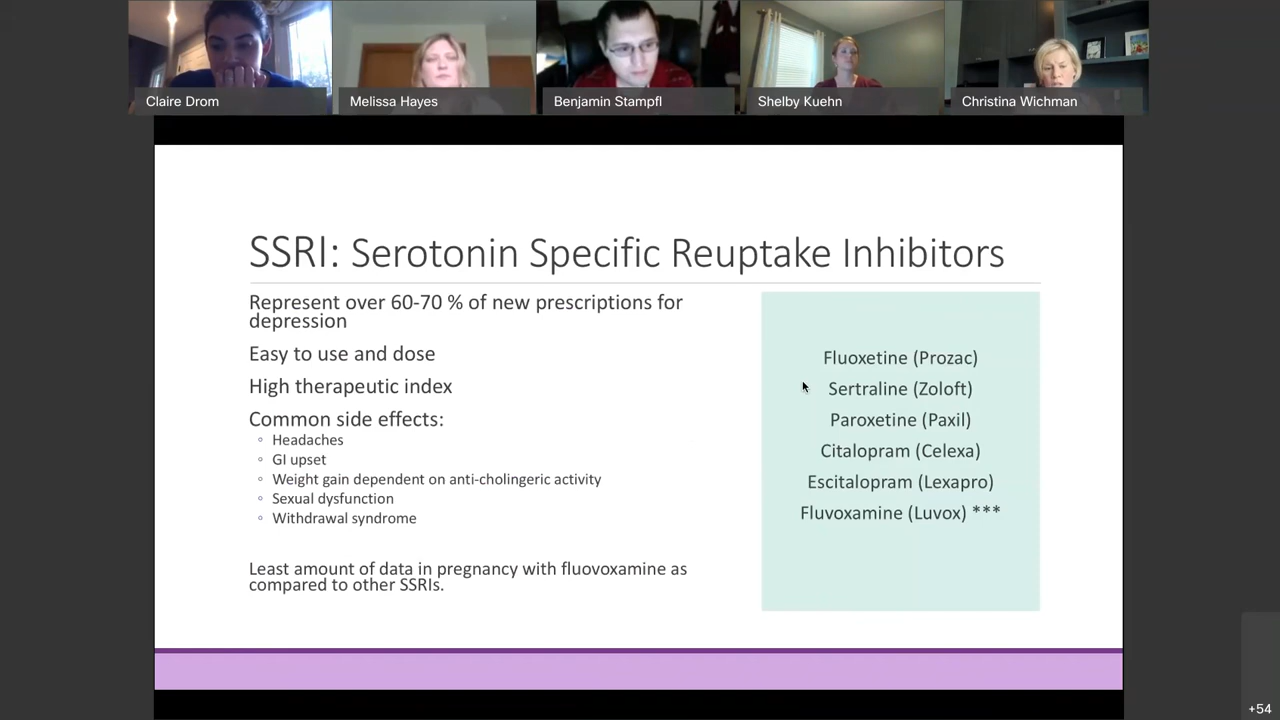 Claire Drom
Melissa Hayes
Benjamin Stampfl
Shelby Kuehn
Christina Wichman
SSRI: Serotonin Specific Reuptake Inhibitors
Represent over 60-70 % of new prescriptions for
depression
Easy to use and dose
High therapeutic index
Common side effects:
◦ Headaches
◦ GI upset
◦ Weight gain dependent on anti-cholingeric activity
◦ Sexual dysfunction
◦ Withdrawal syndrome
Least amount of data in pregnancy with fluovoxamine as
compared to other SSRIs.
Fluoxetine (Prozac)
Sertraline (Zoloft)
Paroxetine (Paxil)
Citalopram (Celexa)
Escitalopram (Lexapro)
Fluvoxamine (Luvox) ***
+54